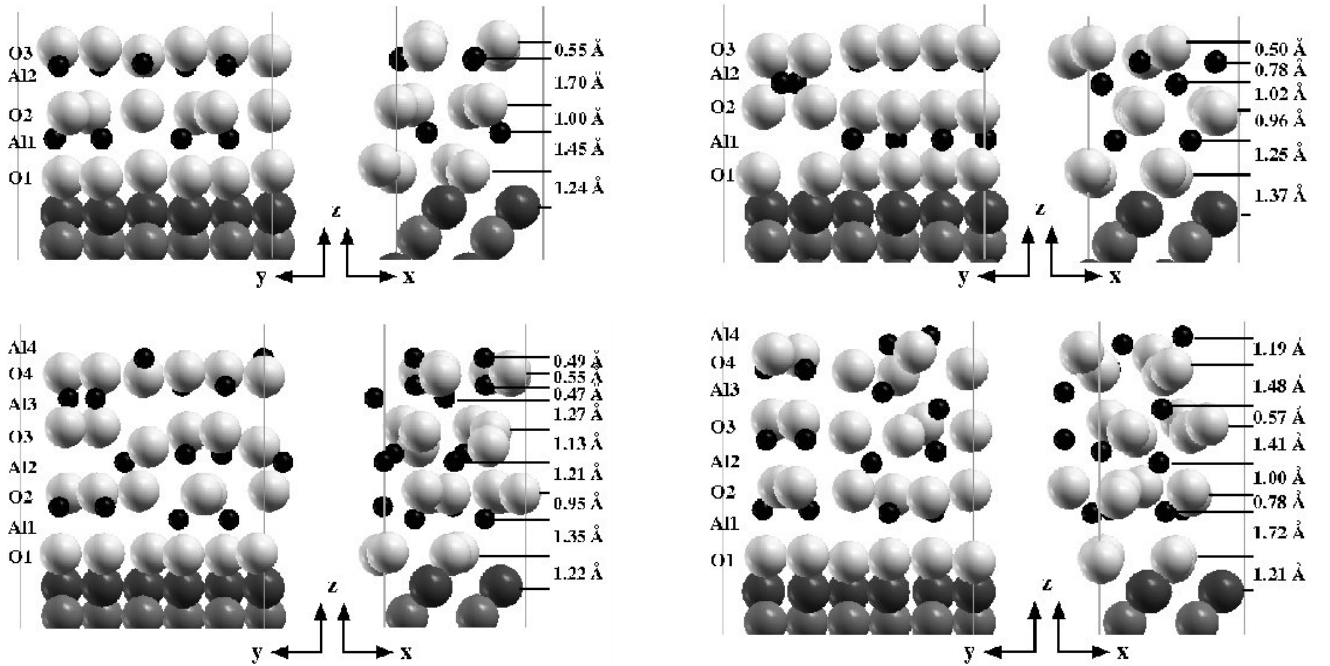 O3
Al2
O2
Al1
O1
0.55 Å
1.70 Å
1.00 Å
1.45 Å
1.24 Å
z
y x
O3
Al2
O2
Al1
O1
0.50 Å
0.78 Å
1.02 Å
0.96 Å
1.25 Å
1.37 Å
z
y x
Al4
O4
Al3
O3
Al2
O2
Al1
O1
0.49 Å
0.55 Å
0.47 Å
1.27 Å
1.13 Å
1.21 Å
0.95 Å
1.35 Å
1.22 Å
z
y x
Al4
O4
Al3
O3
Al2
O2
Al1
O1
1.19 Å
1.48 Å
0.57 Å
1.41 Å
1.00 Å
0.78 Å
1.72 Å
1.21 Å
z
y x